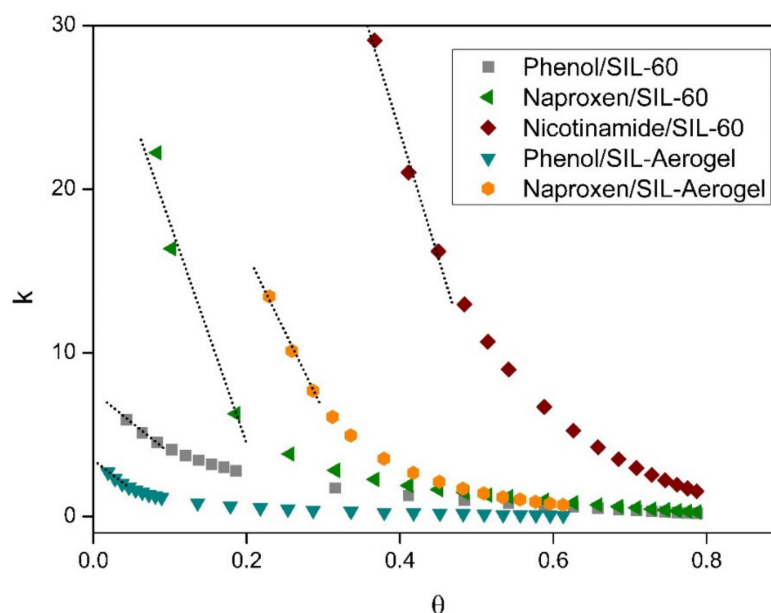 30
Phenol/SIL-60
Naproxen/SIL-60
Nicotinamide/SIL-60
Phenol/SIL-Aerogel
Naproxen/SIL-Aerogel
20
k
10
0
0.0 0.2 0.4 0.6 0.8
θ